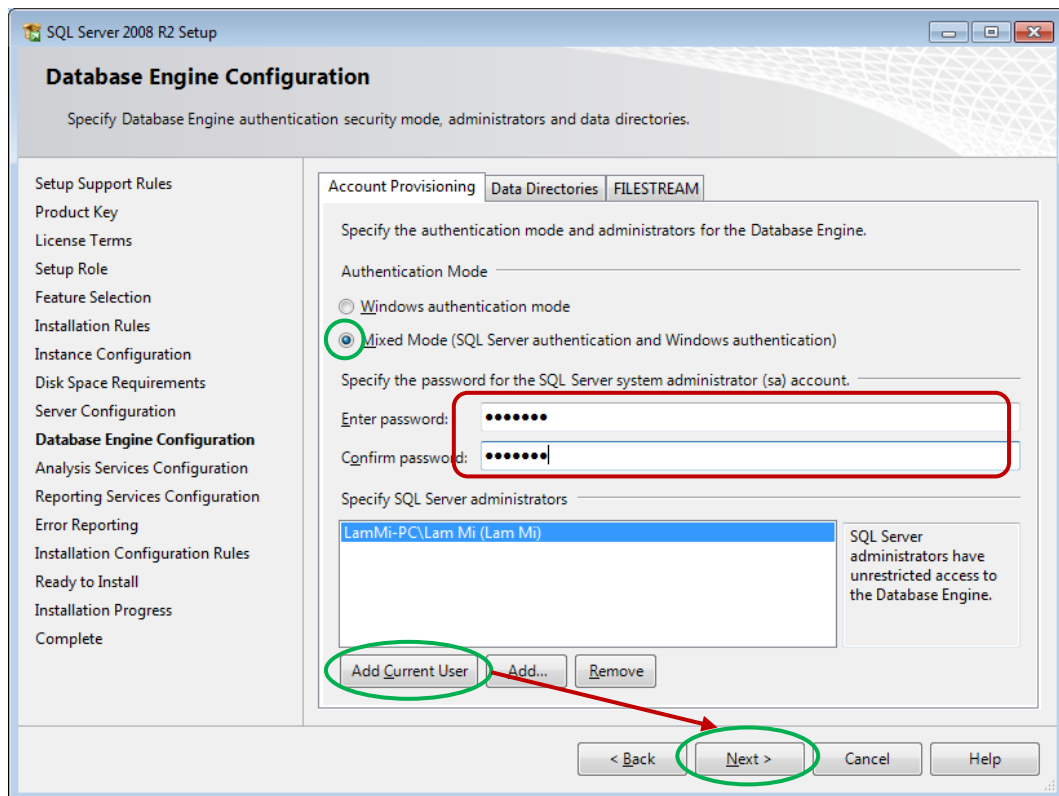 SQL Server 2008 R2 Setup
Database Engine Configuration
Specify Database Engine authentication security mode, administrators and data directories.
Setup Support Rules
Product Key
License Terms
Setup Role
Feature Selection
Installation Rules
Instance Configuration
Disk Space Requirements
Server Configuration
Database Engine Configuration
Analysis Services Configuration
Reporting Services Configuration
Error Reporting
Installation Configuration Rules
Ready to Install
Installation Progress
Complete
Account Provisioning Data Directories FILESTREAM
Specify the authentication mode and administrators for the Database Engine.
Authentication Mode
Windows authentication mode
Mixed Mode (SQL Server authentication and Windows authentication)
Specify the password for the SQL Server system administrator (sa) account.
Enter password: ●●●●●●●
Confirm password: ●●●●●●●
Specify SQL Server administrators
LamMi-PC\Lam Mi (Lam Mi)
SQL Server
administrators have
unrestricted access to
the Database Engine.
Add Current User Add... Remove
< Back Next > Cancel Help